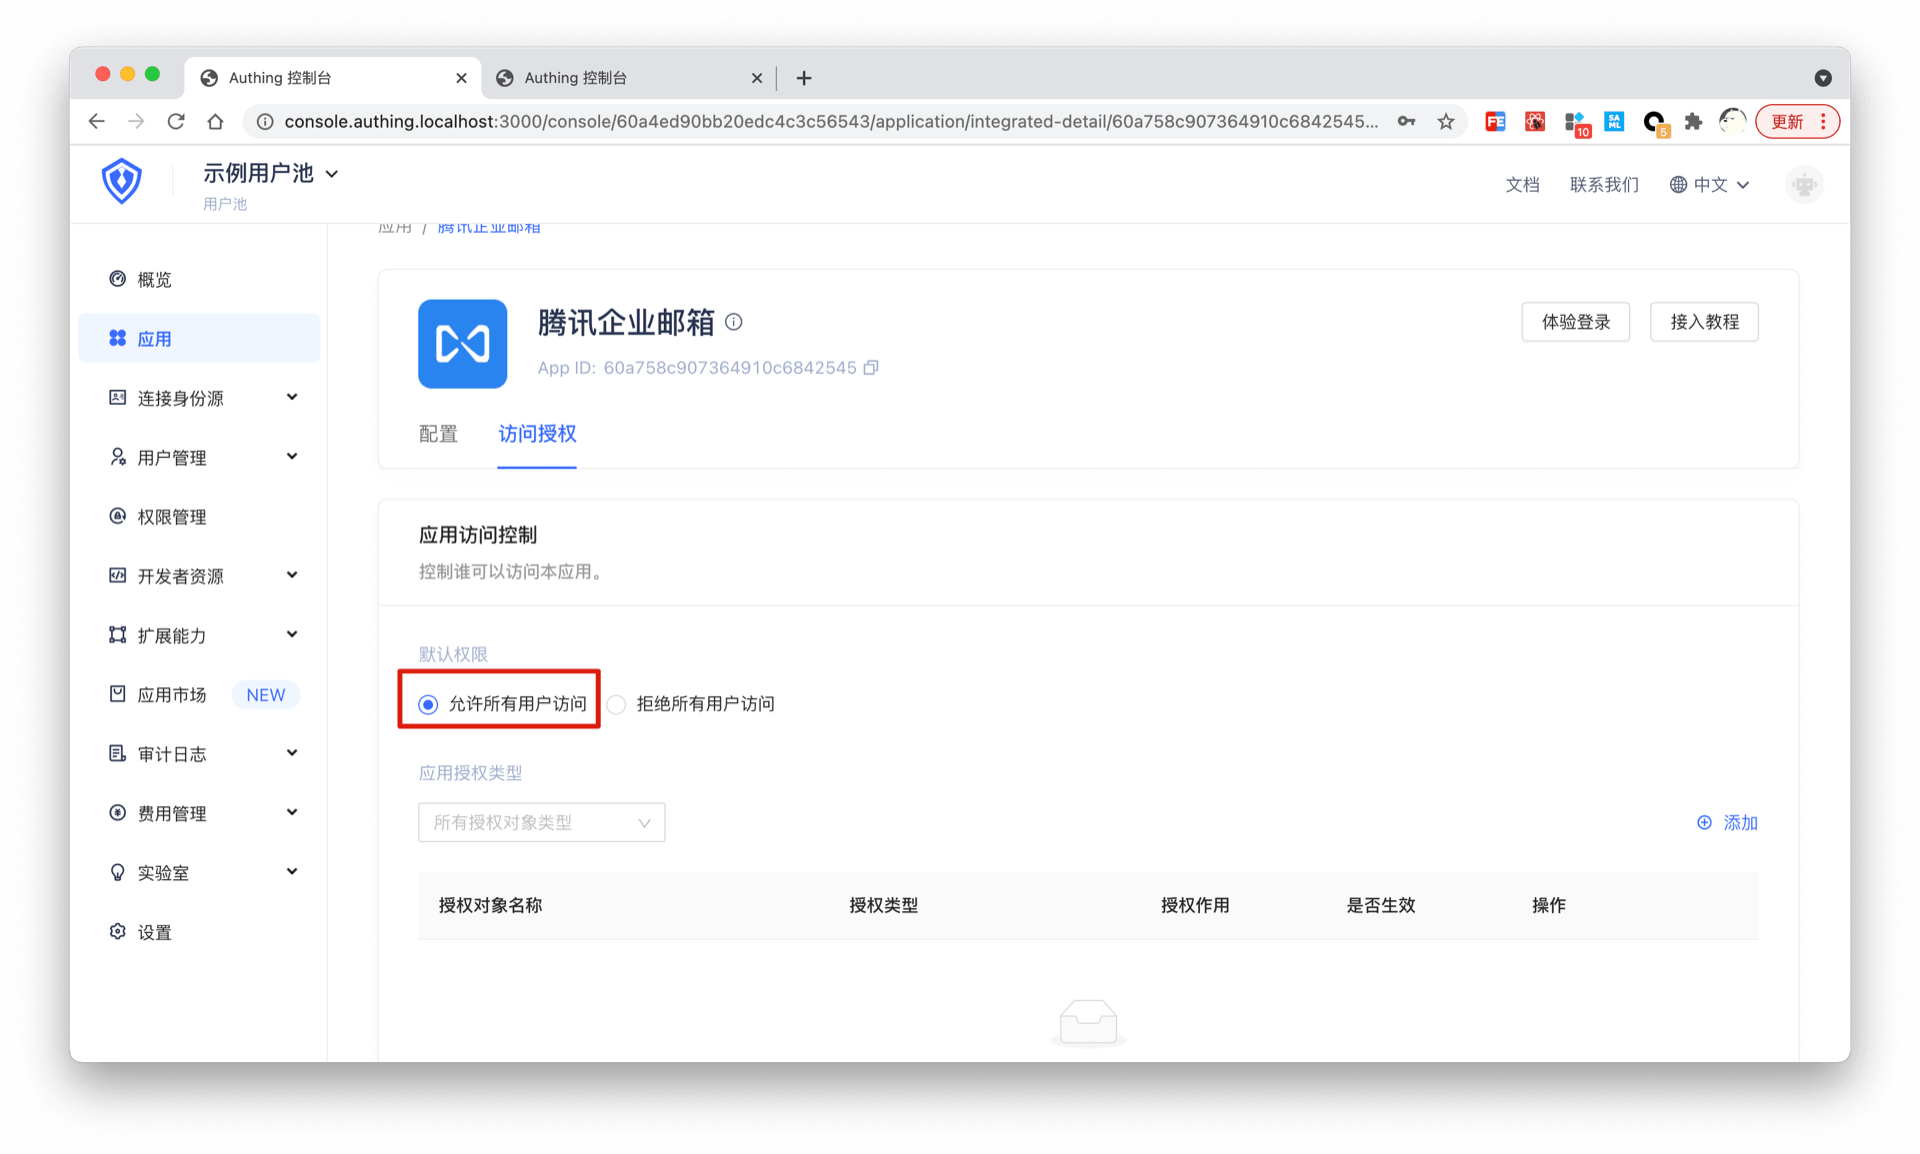 Authing 控制台
Authing 控制台
console.authing.localhost:3000/console/60a4ed90bb20edc4c3c56543/application/integrated-detail/60a758c907364910c6842545...
FE
10
SA
ML
5
更新
示例用户池
用户池
文档
联系我们
中文
应用 / 腾讯企业邮箱
概览
应用
连接身份源
用户管理
权限管理
开发者资源
扩展能力
应用市场 NEW
审计日志
费用管理
实验室
设置
腾讯企业邮箱
App ID: 60a758c907364910c6842545
体验登录
接入教程
配置
访问授权
应用访问控制
控制谁可以访问本应用。
默认权限
允许所有用户访问
拒绝所有用户访问
应用授权类型
所有授权对象类型
添加
授权对象名称 授权类型 授权作用 是否生效 操作